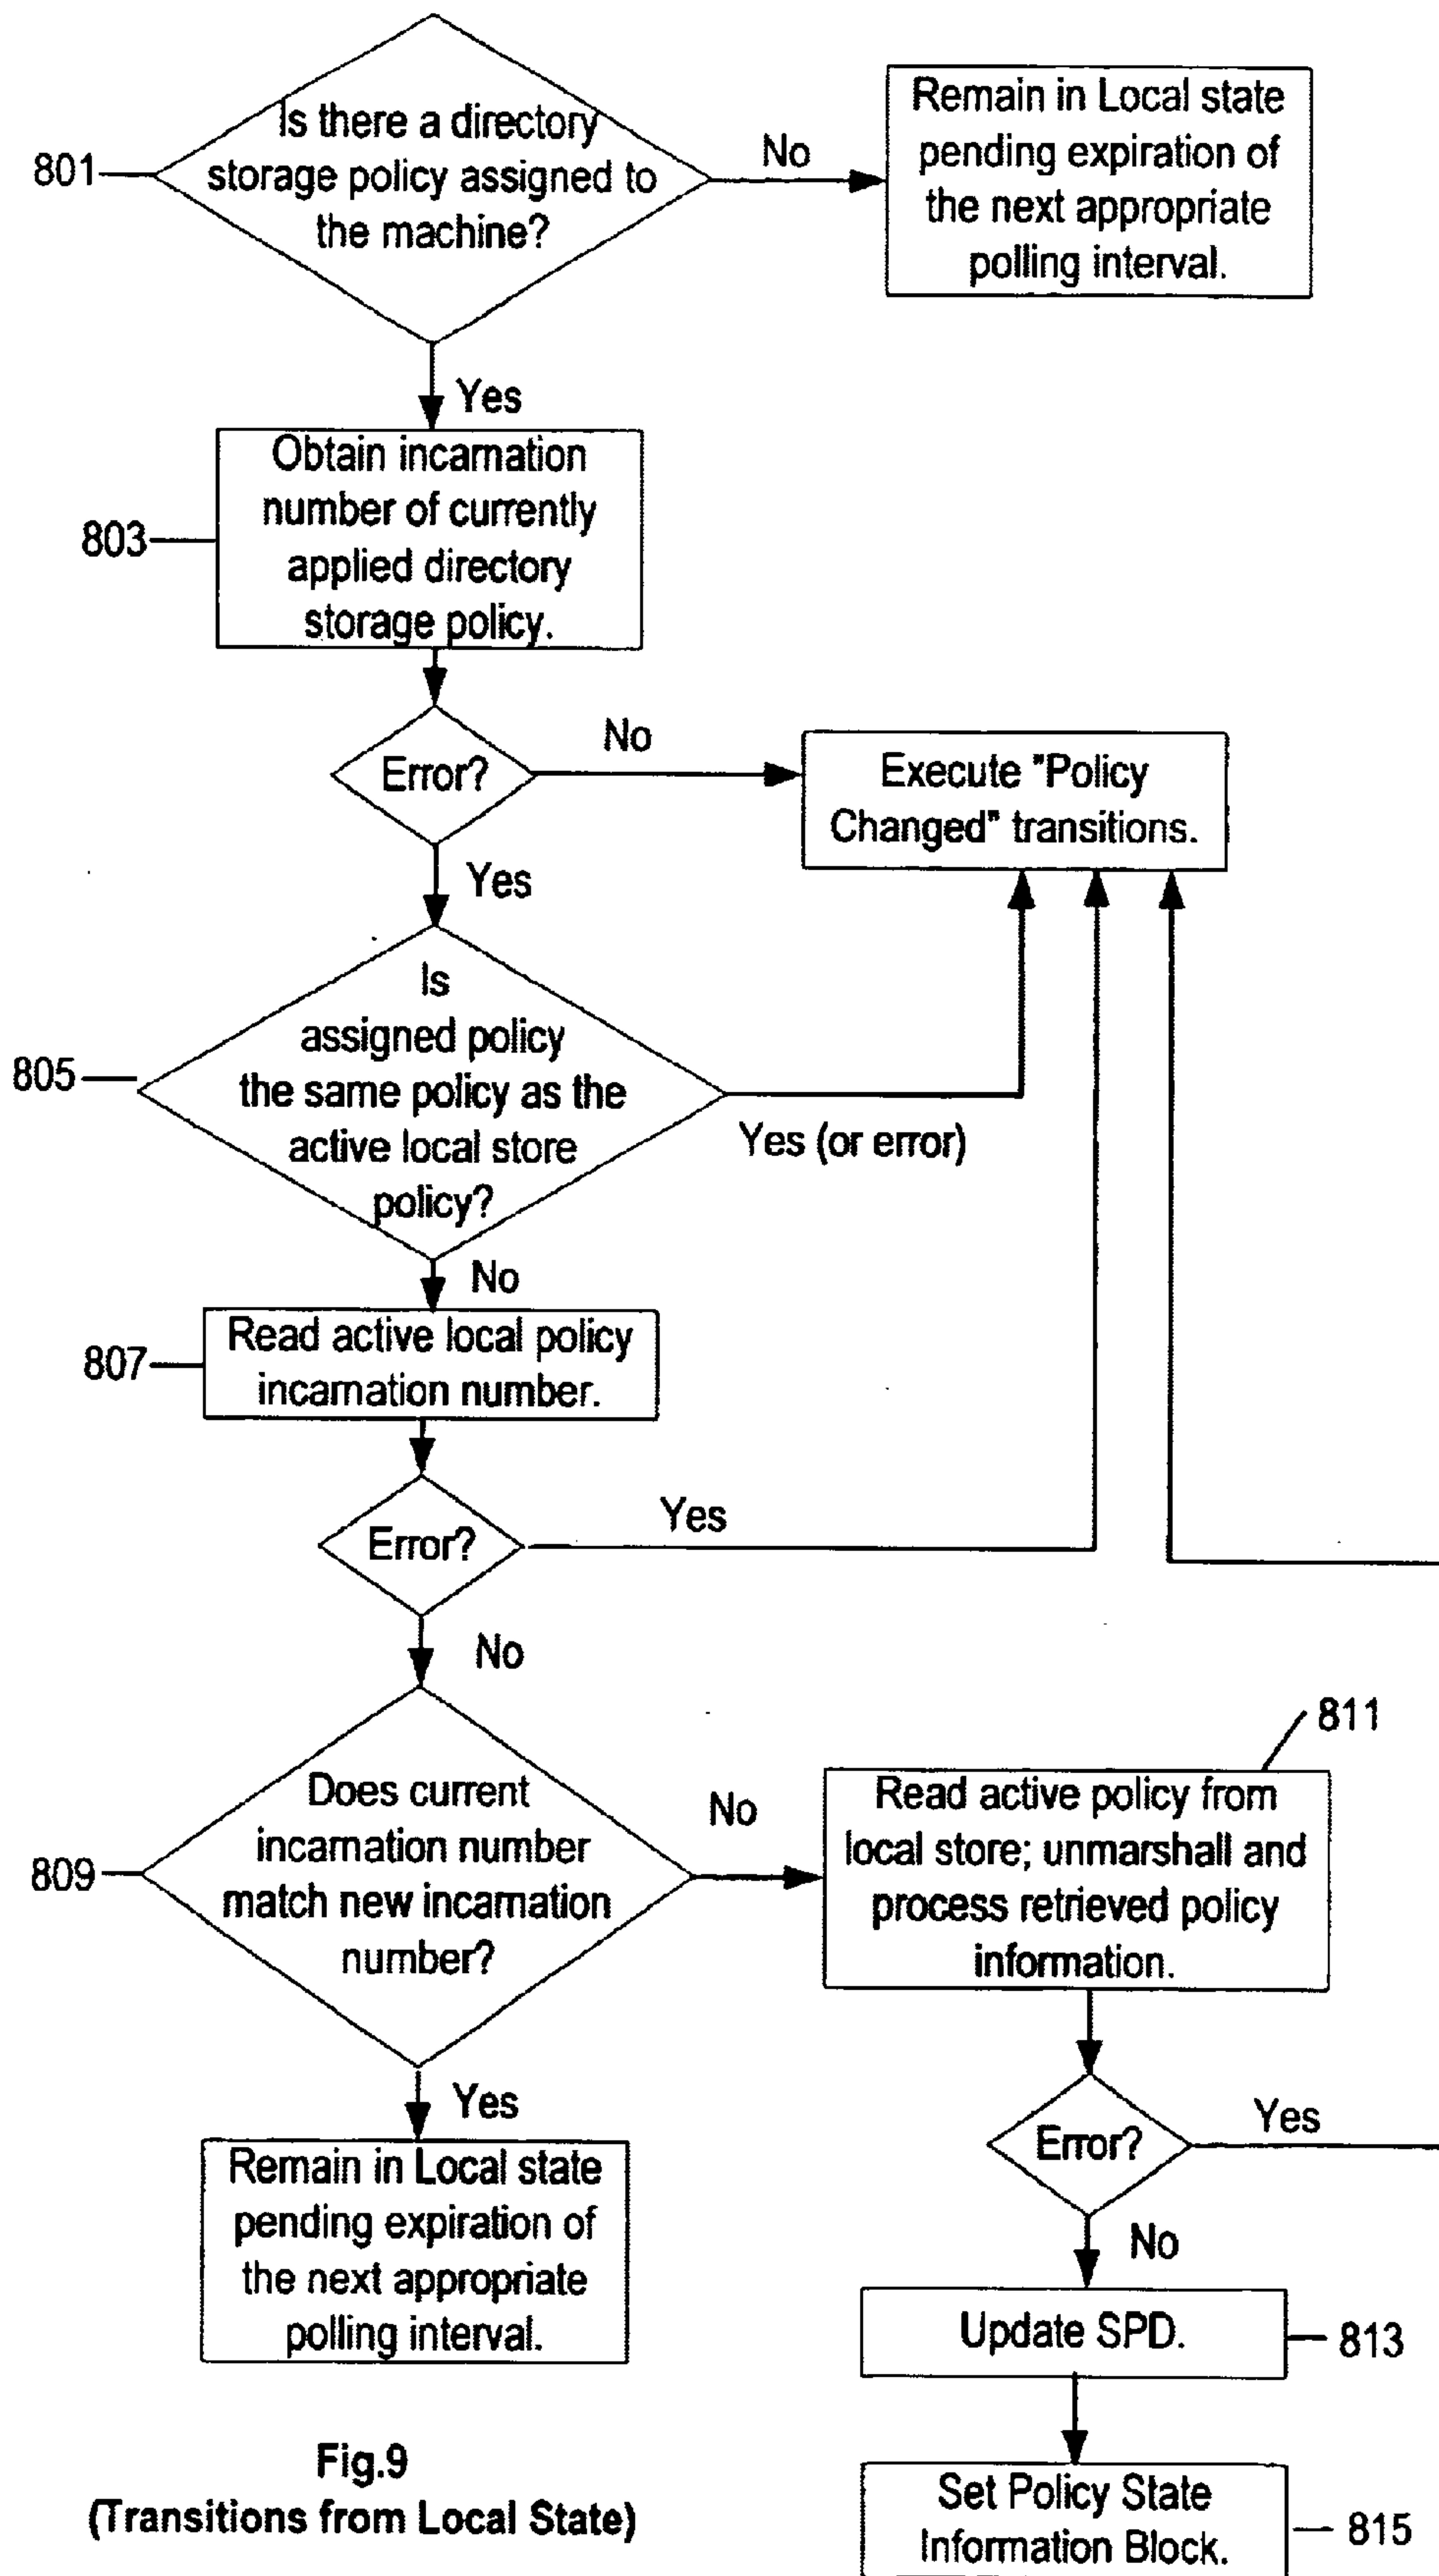 Is there a directory
storage policy assigned to
the machine?
801
No
Remain in Local state
pending expiration of
the next appropriate
polling interval.
Yes
Obtain incarnation
number of currently
applied directory
storage policy.
803
Error?
No
Execute "Policy
Changed" transitions.
Yes
Is
assigned policy
the same policy as the
active local store
policy?
805
Yes (or error)
No
Read active local policy
incarnation number.
807
Error?
Yes
No
Does current
incarnation number
match new incarnation
number?
809
No
811
Read active policy from
local store; unmarshall and
process retrieved policy
information.
Yes
Remain in Local state
pending expiration of
the next appropriate
polling interval.
Error?
Yes
No
Update SPD.
813
Set Policy State
Information Block.
815
Fig.9
(Transitions from Local State)